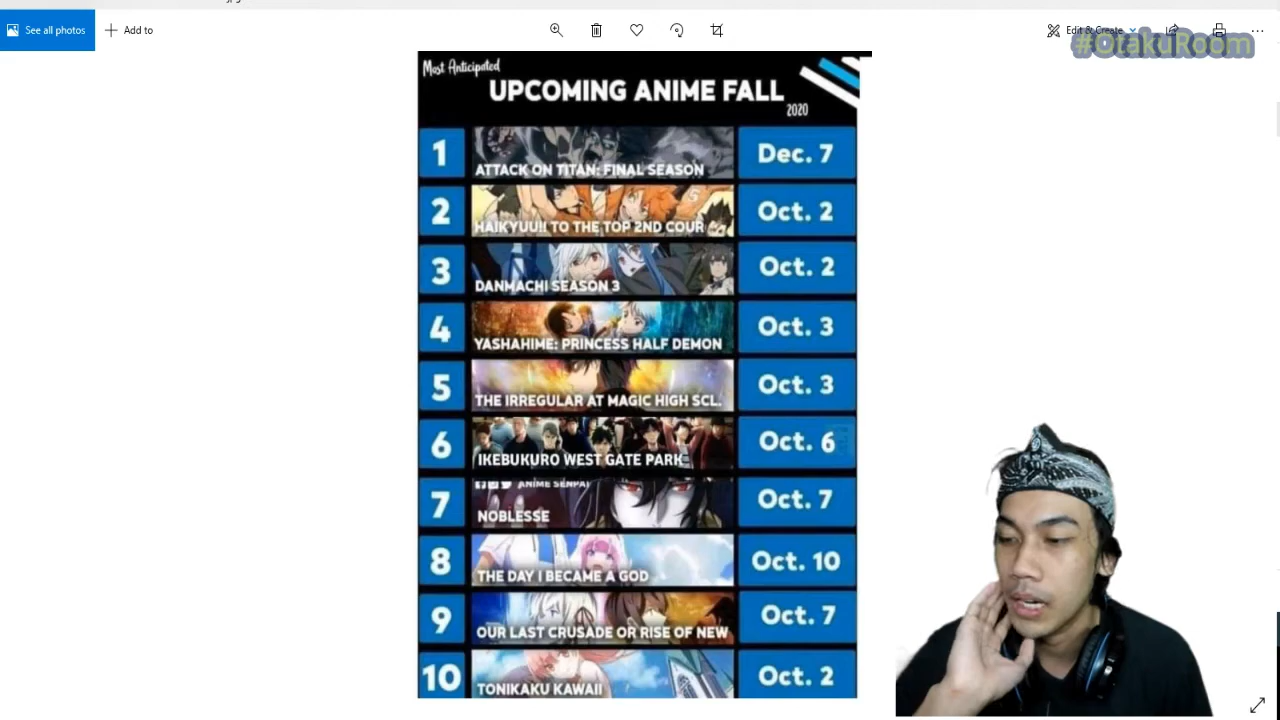 See all photos
Add to
Edit & Create
#OtakuRoom
Most Anticipated
UPCOMING ANIME FALL
2020
1 ATTACK ON TITAN: FINAL SEASON Dec. 7
2 HAIKYUU!! TO THE TOP 2ND COUR Oct. 2
3 DANMACHI SEASON 3 Oct. 2
4 YASHAHIME: PRINCESS HALF DEMON Oct. 3
5 THE IRREGULAR AT MAGIC HIGH SCL. Oct. 3
6 IKEBUKURO WEST GATE PARK Oct. 6
ANIME SENPAI
7 NOBLESSE Oct. 7
8 THE DAY I BECAME A GOD Oct. 10
9 OUR LAST CRUSADE OR RISE OF NEW Oct. 7
10 TONIKAKU KAWAII Oct. 2